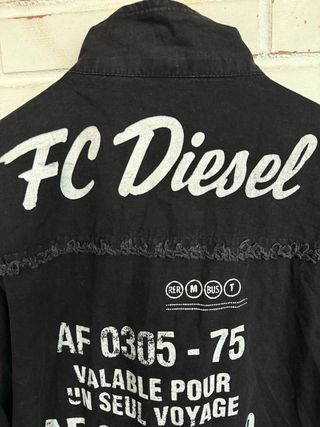 FC Diesel
RER M BUS T
AF 0305 - 75
VALABLE POUR
UN SEUL VOYAGE